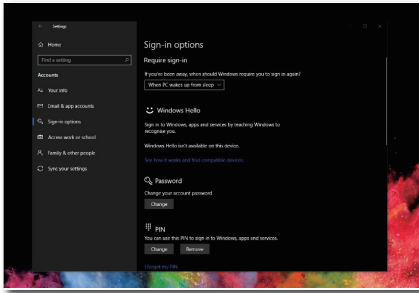 Settings
Home
Find a setting
Accounts
Your info
Email & app accounts
Sign-in options
Access work or school
Family & other people
Sync your settings
Sign-in options
Require sign-in
If you've been away, when should Windows require you to sign in again?
When PC wakes up from sleep
Windows Hello
Sign in to Windows, apps and services by teaching Windows to
recognise you.
Windows Hello isn't available on this device.
See how it works and find compatible devices.
Password
Change your account password
Change
PIN
You can use this PIN to sign in to Windows, apps and services.
Change Remove
I forgot my PIN